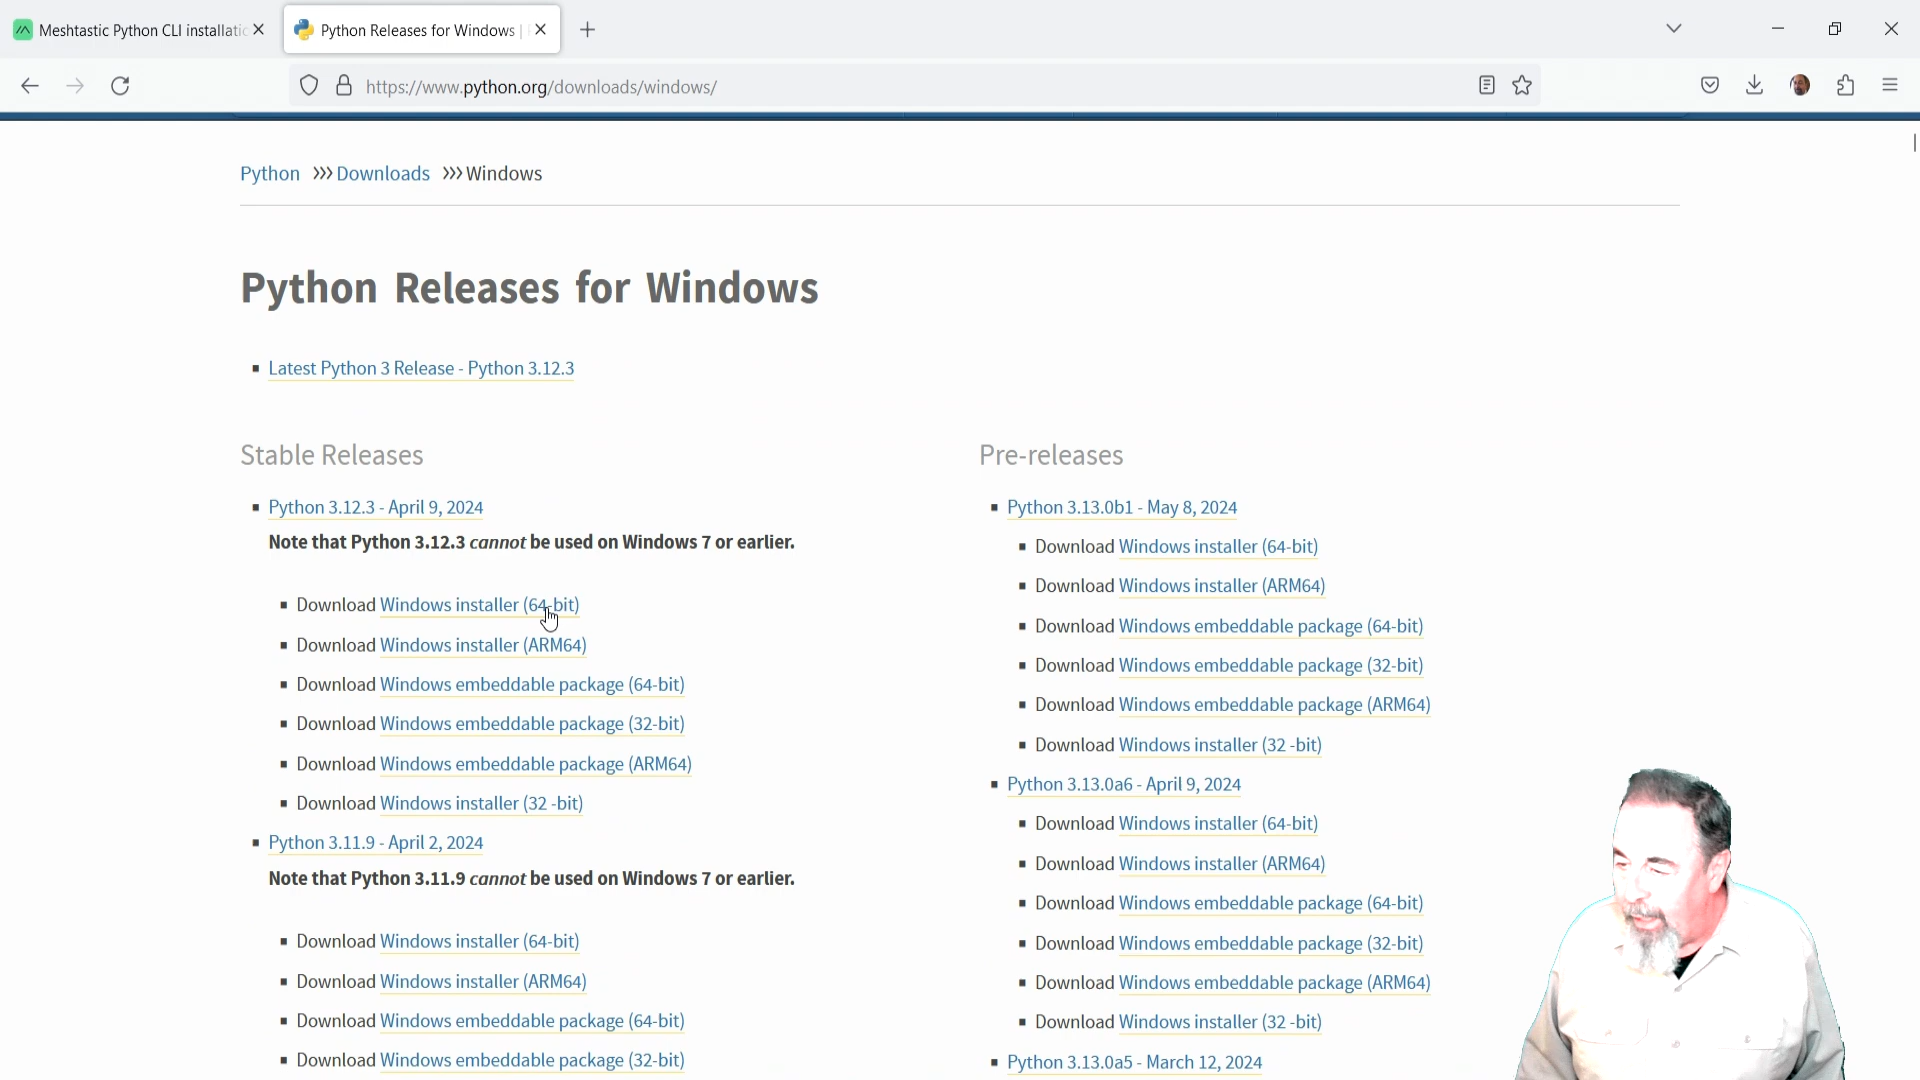 Meshtastic Python CLI installatio
Python Releases for Windows |
https://www.python.org/downloads/windows/
Python >>> Downloads >>> Windows
Python Releases for Windows
Latest Python 3 Release - Python 3.12.3
Stable Releases
Python 3.12.3 - April 9, 2024
Note that Python 3.12.3 cannot be used on Windows 7 or earlier.
Download Windows installer (64-bit)
Download Windows installer (ARM64)
Download Windows embeddable package (64-bit)
Download Windows embeddable package (32-bit)
Download Windows embeddable package (ARM64)
Download Windows installer (32 -bit)
Python 3.11.9 - April 2, 2024
Note that Python 3.11.9 cannot be used on Windows 7 or earlier.
Download Windows installer (64-bit)
Download Windows installer (ARM64)
Download Windows embeddable package (64-bit)
Download Windows embeddable package (32-bit)
Pre-releases
Python 3.13.0b1 - May 8, 2024
Download Windows installer (64-bit)
Download Windows installer (ARM64)
Download Windows embeddable package (64-bit)
Download Windows embeddable package (32-bit)
Download Windows embeddable package (ARM64)
Download Windows installer (32 -bit)
Python 3.13.0a6 - April 9, 2024
Download Windows installer (64-bit)
Download Windows installer (ARM64)
Download Windows embeddable package (64-bit)
Download Windows embeddable package (32-bit)
Download Windows embeddable package (ARM64)
Download Windows installer (32 -bit)
Python 3.13.0a5 - March 12, 2024